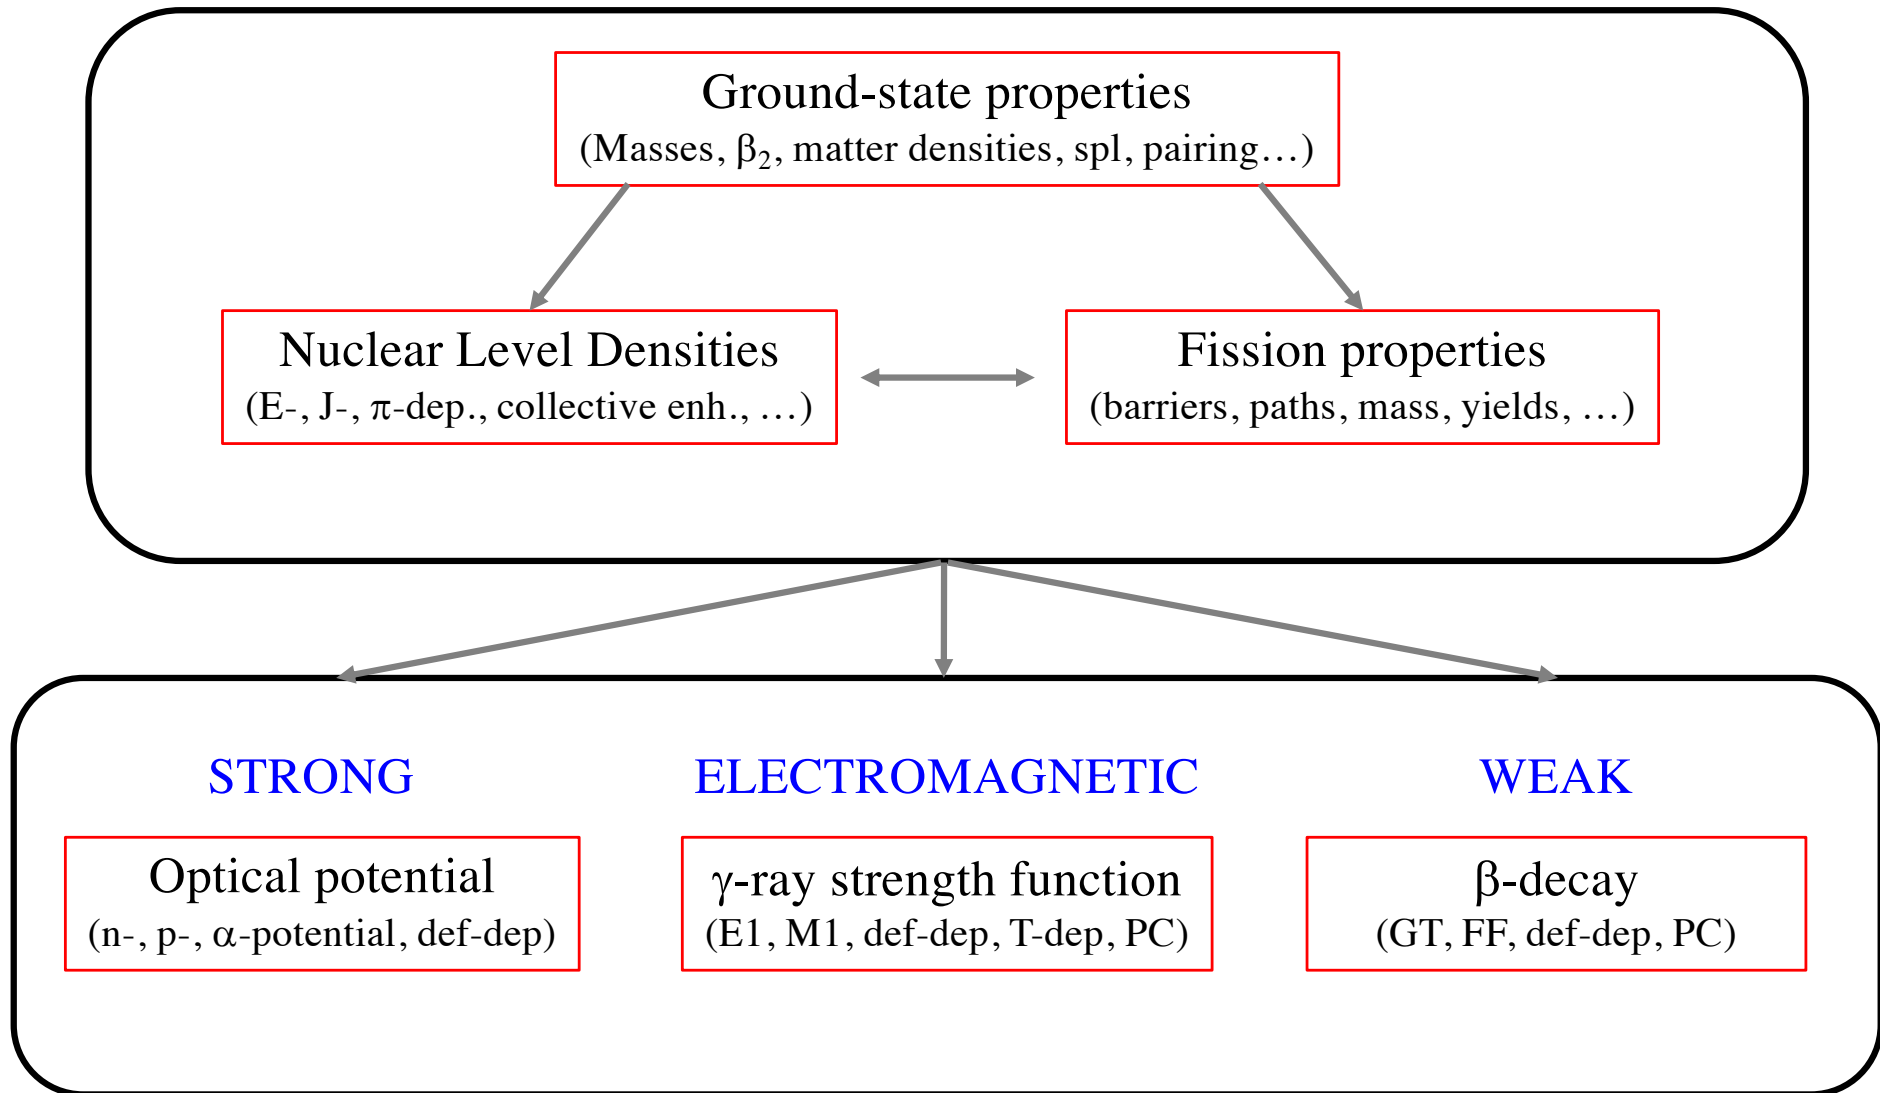 Ground-state properties
(Masses, β₂, matter densities, spl, pairing…)
Nuclear Level Densities
(E-, J-, π-dep., collective enh., …)
Fission properties
(barriers, paths, mass, yields, …)
STRONG
ELECTROMAGNETIC
WEAK
Optical potential
(n-, p-, α-potential, def-dep)
γ-ray strength function
(E1, M1, def-dep, T-dep, PC)
β-decay
(GT, FF, def-dep, PC)